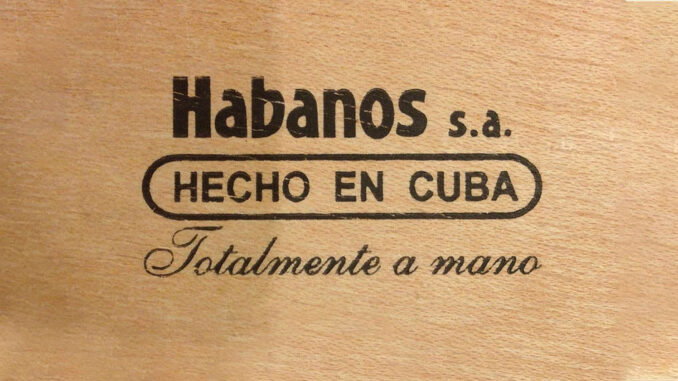 Habanos s.a.
HECHO EN CUBA
Totalmente a mano